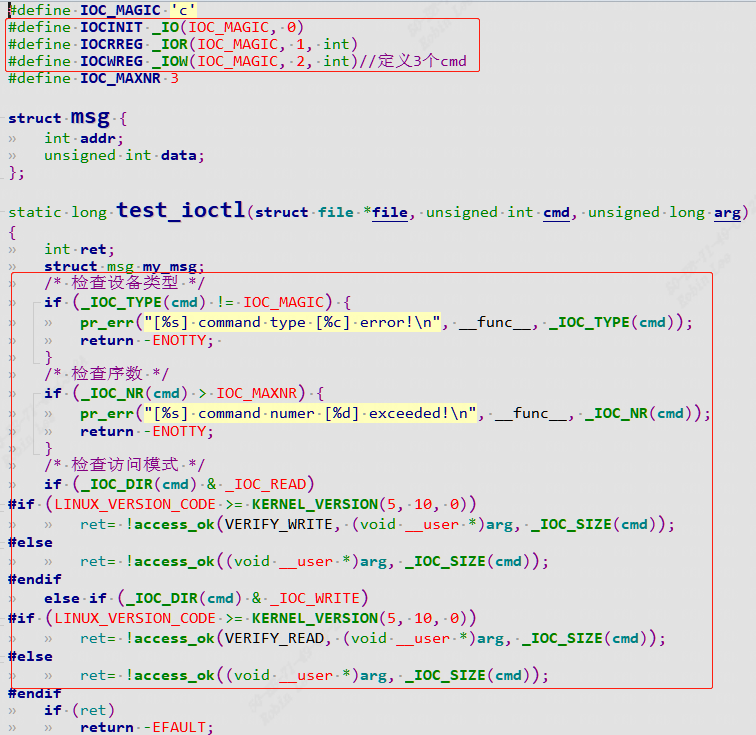 #define IOC_MAGIC 'c'
#define IOCINIT _IO(IOC_MAGIC, 0)
#define IOCRREG _IOR(IOC_MAGIC, 1, int)
#define IOCWREG _IOW(IOC_MAGIC, 2, int)//定义3个cmd
#define IOC_MAXNR 3
struct msg {
int addr;
unsigned int data;
};
static long test_ioctl(struct file *file, unsigned int cmd, unsigned long arg)
{
int ret;
struct msg my_msg;
/* 检查设备类型 */
if (_IOC_TYPE(cmd) != IOC_MAGIC) {
pr_err("[%s] command type [%c] error!\n", __func__, _IOC_TYPE(cmd));
return -ENOTTY;
}
/* 检查序数 */
if (_IOC_NR(cmd) > IOC_MAXNR) {
pr_err("[%s] command numer [%d] exceeded!\n", __func__, _IOC_NR(cmd));
return -ENOTTY;
}
/* 检查访问模式 */
if (_IOC_DIR(cmd) & _IOC_READ)
#if (LINUX_VERSION_CODE >= KERNEL_VERSION(5, 10, 0))
ret= !access_ok(VERIFY_WRITE, (void __user *)arg, _IOC_SIZE(cmd));
#else
ret= !access_ok((void __user *)arg, _IOC_SIZE(cmd));
#endif
else if (_IOC_DIR(cmd) & _IOC_WRITE)
#if (LINUX_VERSION_CODE >= KERNEL_VERSION(5, 10, 0))
ret= !access_ok(VERIFY_READ, (void __user *)arg, _IOC_SIZE(cmd));
#else
ret= !access_ok((void __user *)arg, _IOC_SIZE(cmd));
#endif
if (ret)
return -EFAULT;